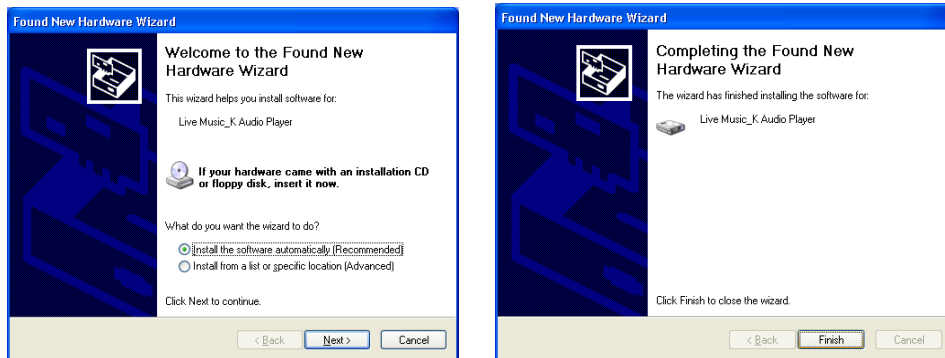 Found New Hardware Wizard
Welcome to the Found New
Hardware Wizard
This wizard helps you install software for:
Live Music_K Audio Player
If your hardware came with an installation CD
or floppy disk, insert it now.
What do you want the wizard to do?
Install the software automatically (Recommended)
Install from a list or specific location (Advanced)
Click Next to continue.
< Back
Next >
Cancel
Found New Hardware Wizard
Completing the Found New
Hardware Wizard
The wizard has finished installing the software for:
Live Music_K Audio Player
Click Finish to close the wizard.
< Back
Finish
Cancel